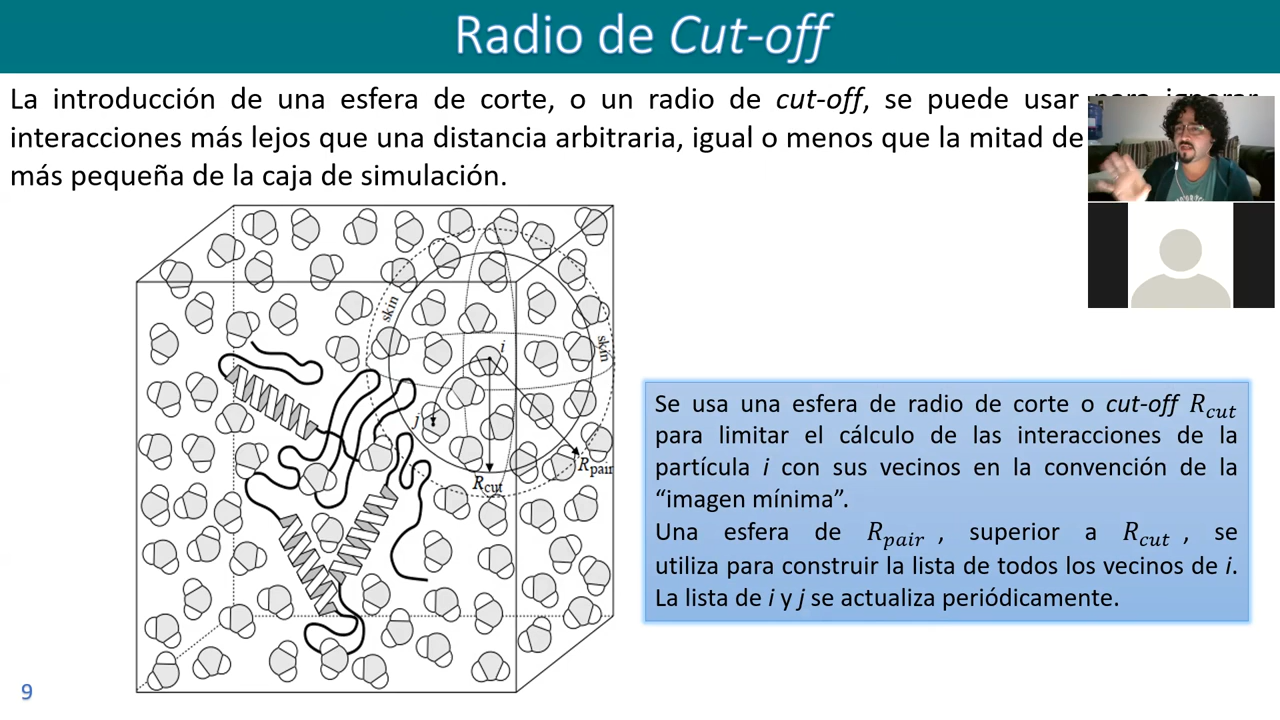 Radio de Cut-off
La introducción de una esfera de corte, o un radio de cut-off, se puede usar para ignorar
interacciones más lejos que una distancia arbitraria, igual o menos que la mitad de
más pequeña de la caja de simulación.
skin
skin
i
j
R_pair
R_cut
Se usa una esfera de radio de corte o cut-off R_cut
para limitar el cálculo de las interacciones de la
partícula i con sus vecinos en la convención de la
“imagen mínima”.
Una esfera de R_pair , superior a R_cut , se
utiliza para construir la lista de todos los vecinos de i.
La lista de i y j se actualiza periódicamente.
9